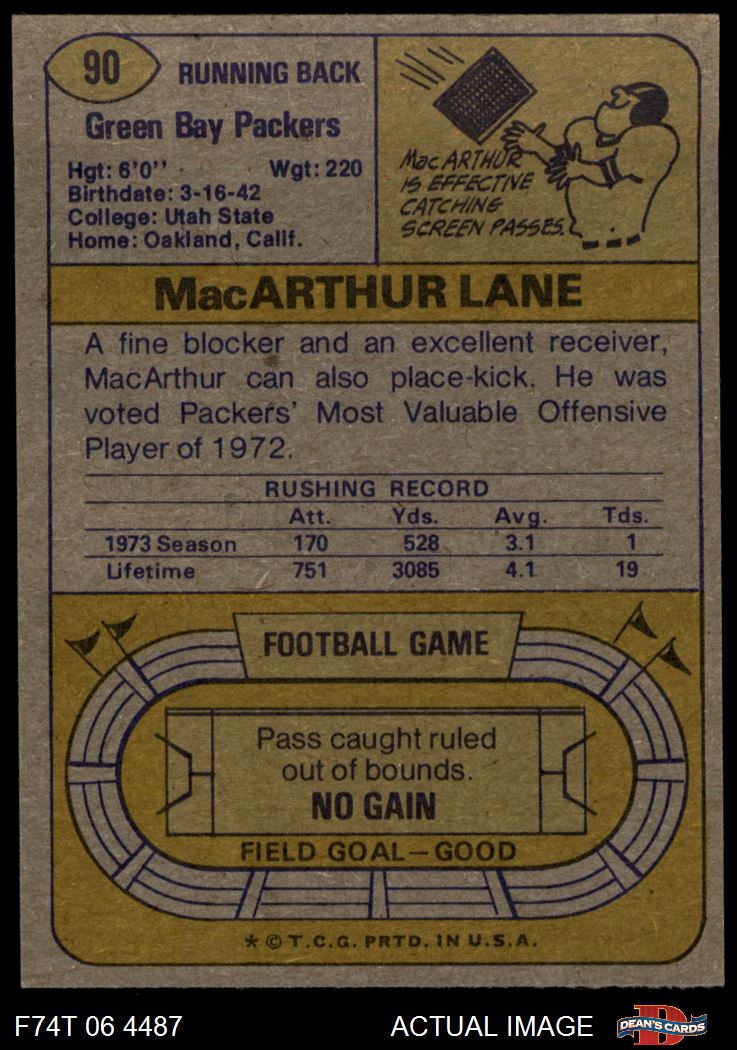 90
RUNNING BACK
Green Bay Packers
Hgt: 6'0'' Wgt: 220
Birthdate: 3-16-42
College: Utah State
Home: Oakland, Calif.
MacARTHUR
IS EFFECTIVE
CATCHING
SCREEN PASSES.
MacARTHUR LANE
A fine blocker and an excellent receiver,
MacArthur can also place-kick. He was
voted Packers' Most Valuable Offensive
Player of 1972.
RUSHING RECORD
Att. Yds. Avg. Tds.
1973 Season 170 528 3.1 1
Lifetime 751 3085 4.1 19
FOOTBALL GAME
Pass caught ruled
out of bounds.
NO GAIN
FIELD GOAL—GOOD
* © T.C.G. PRTD. IN U.S.A.
F74T 06 4487 ACTUAL IMAGE
D
DEAN'S CARDS